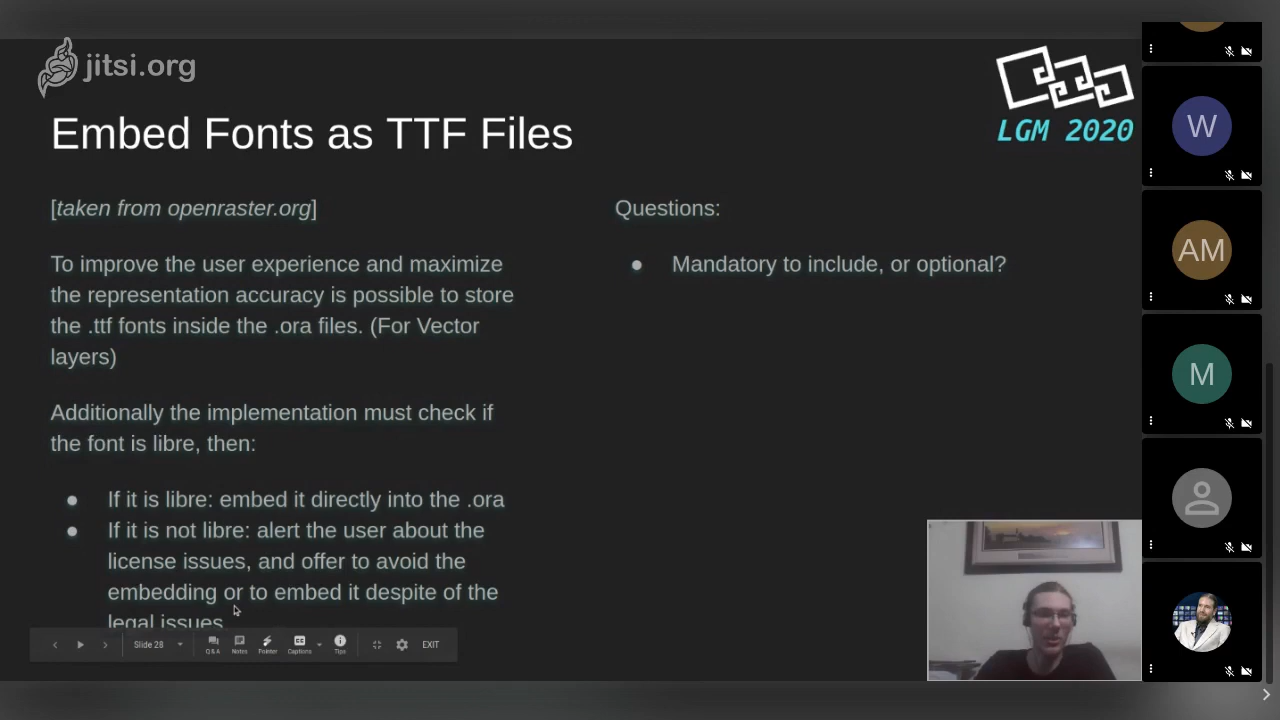 jitsi.org
LGM 2020
Embed Fonts as TTF Files
[taken from openraster.org]
To improve the user experience and maximize
the representation accuracy is possible to store
the .ttf fonts inside the .ora files. (For Vector
layers)
Additionally the implementation must check if
the font is libre, then:
● If it is libre: embed it directly into the .ora
● If it is not libre: alert the user about the
license issues, and offer to avoid the
embedding or to embed it despite of the
legal issues.
Questions:
● Mandatory to include, or optional?
Slide 28
Q&A
Notes
Pointer
CC
Captions
Tips
EXIT
W
AM
M